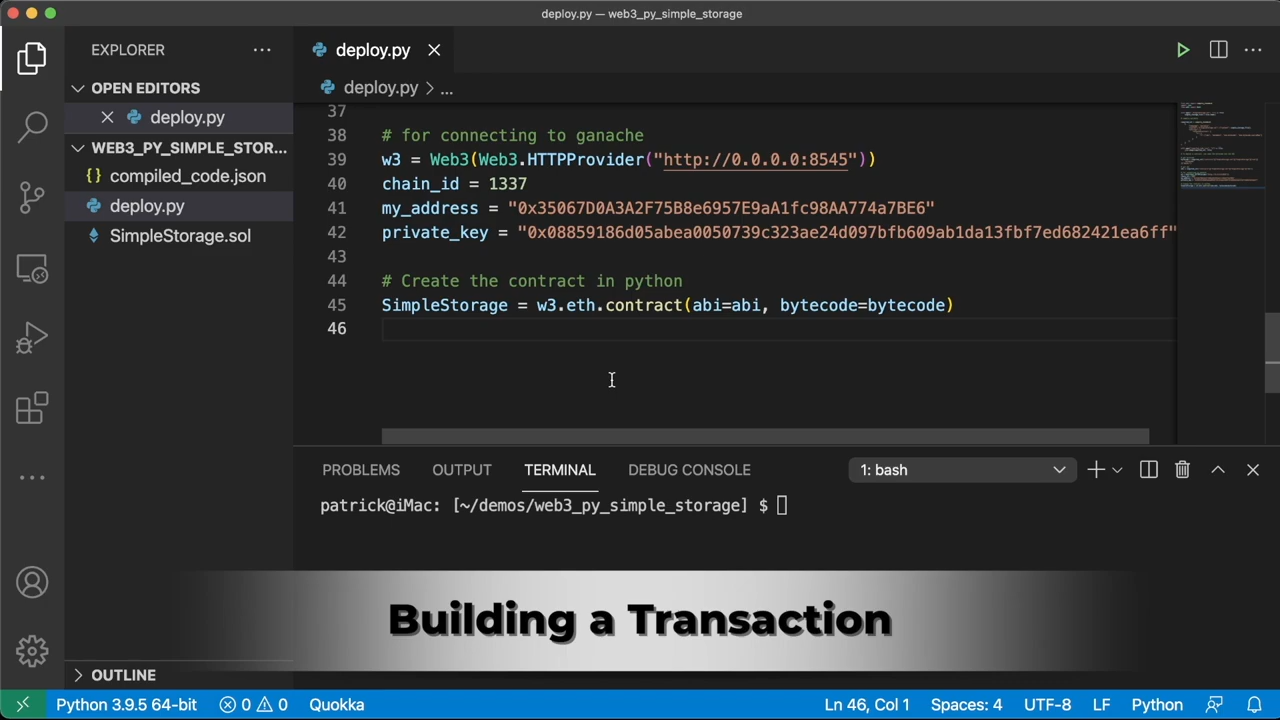 deploy.py — web3_py_simple_storage
EXPLORER
OPEN EDITORS
deploy.py
WEB3_PY_SIMPLE_STOR...
{} compiled_code.json
deploy.py
SimpleStorage.sol
OUTLINE
deploy.py
deploy.py > ...
37
38 # for connecting to ganache
39 w3 = Web3(Web3.HTTPProvider("http://0.0.0.0:8545"))
40 chain_id = 1337
41 my_address = "0x35067D0A3A2F75B8e6957E9aA1fc98AA774a7BE6"
42 private_key = "0x08859186d05abea0050739c323ae24d097bfb609ab1da13fbf7ed682421ea6ff"
43
44 # Create the contract in python
45 SimpleStorage = w3.eth.contract(abi=abi, bytecode=bytecode)
46
PROBLEMS OUTPUT TERMINAL DEBUG CONSOLE 1: bash
patrick@iMac: [~/demos/web3_py_simple_storage] $
Building a Transaction
Python 3.9.5 64-bit 0 0 Quokka Ln 46, Col 1 Spaces: 4 UTF-8 LF Python